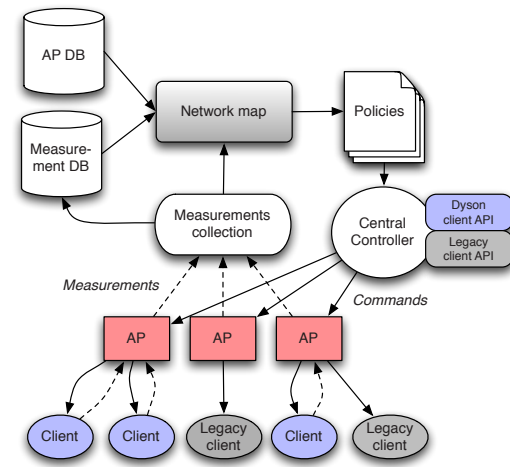 AP DB
Network map
Policies
Measure-
ment DB
Measurements
collection
Central
Controller
Dyson
client API
Legacy
client API
Measurements
Commands
AP
AP
AP
Client
Client
Legacy
client
Client
Legacy
client